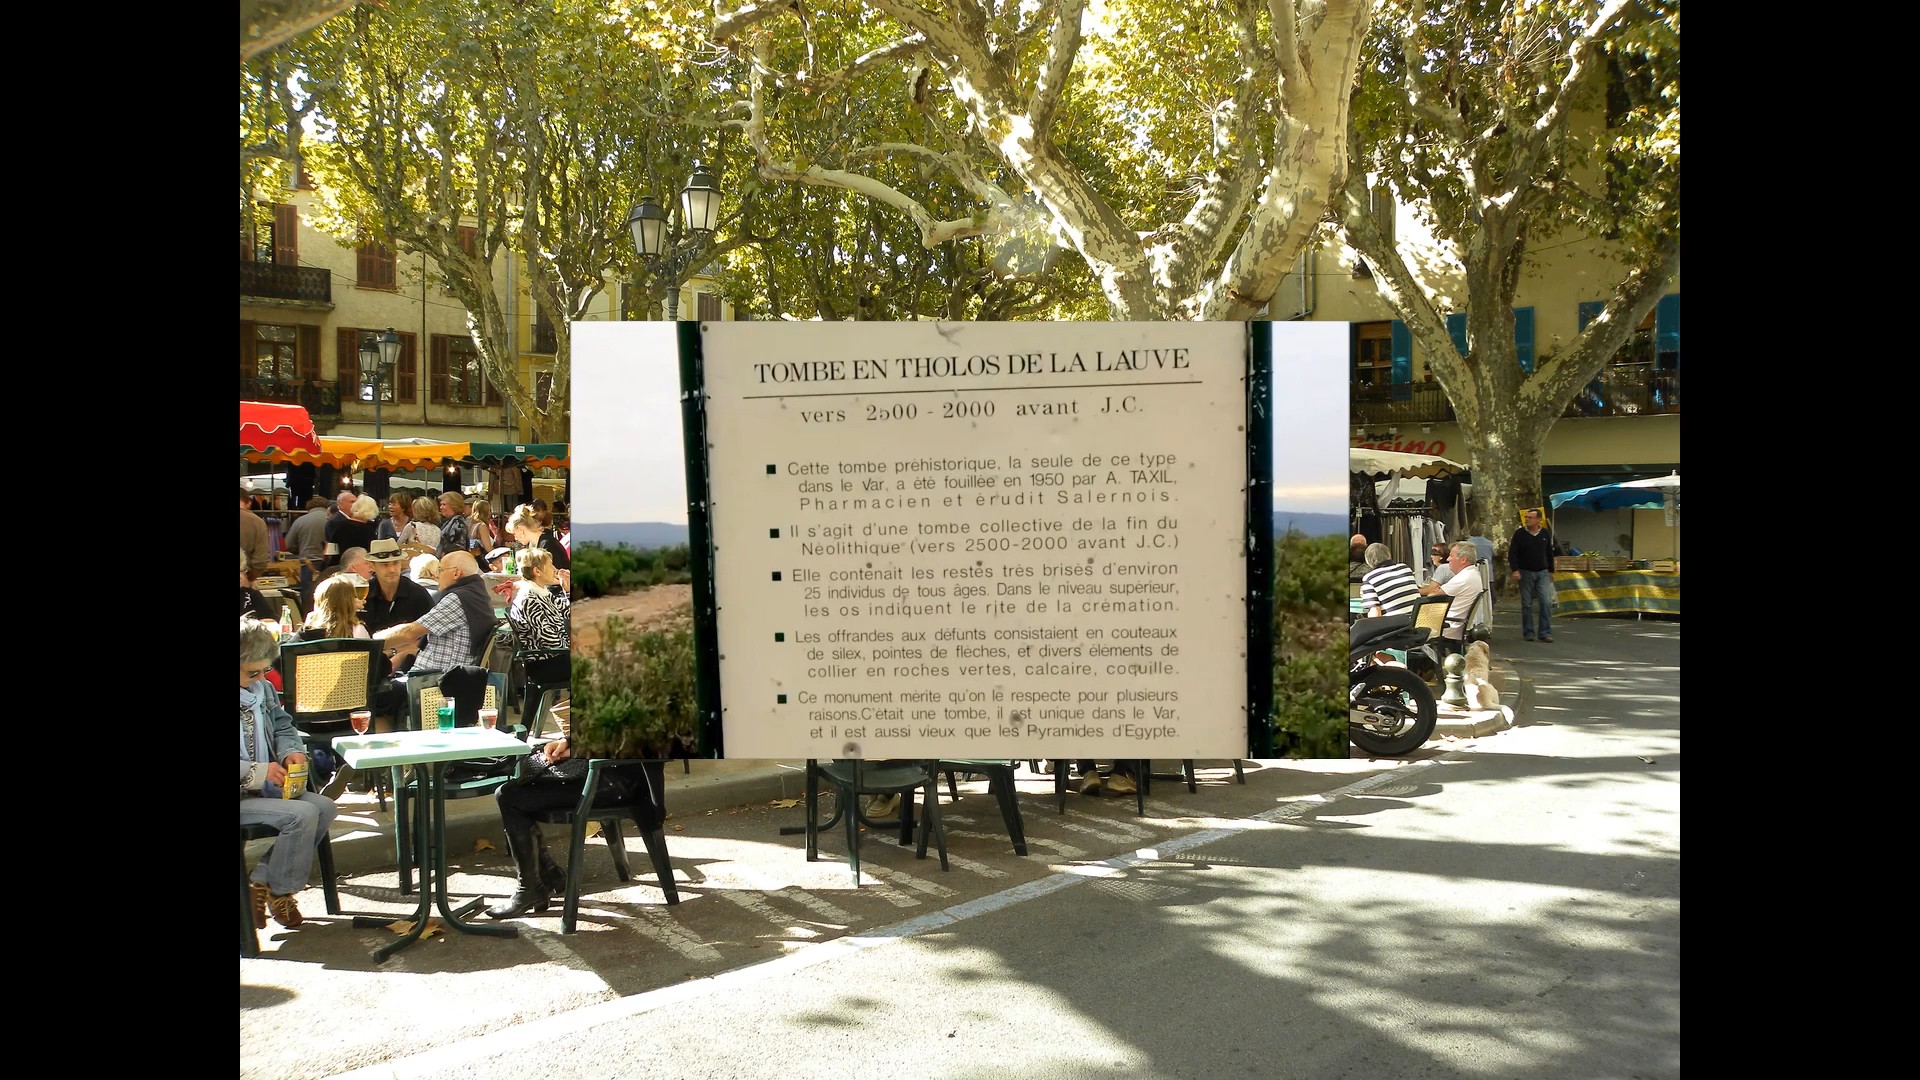 TOMBE EN THOLOS DE LA LAUVE
vers 2500 - 2000 avant J.C.
Cette tombe préhistorique, la seule de ce type
dans le Var, a été fouillée en 1950 par A. TAXIL,
Pharmacien et érudit Salernois.
Il s'agit d'une tombe collective de la fin du
Néolithique (vers 2500-2000 avant J.C.)
Elle contenait les restes très brisés d'environ
25 individus de tous âges. Dans le niveau supérieur,
les os indiquent le rite de la crémation.
Les offrandes aux défunts consistaient en couteaux
de silex, pointes de flèches, et divers éléments de
collier en roches vertes, calcaire, coquille.
Ce monument mérite qu'on le respecte pour plusieurs
raisons.C'était une tombe, il est unique dans le Var,
et il est aussi vieux que les Pyramides d'Egypte.
Petit
Casino